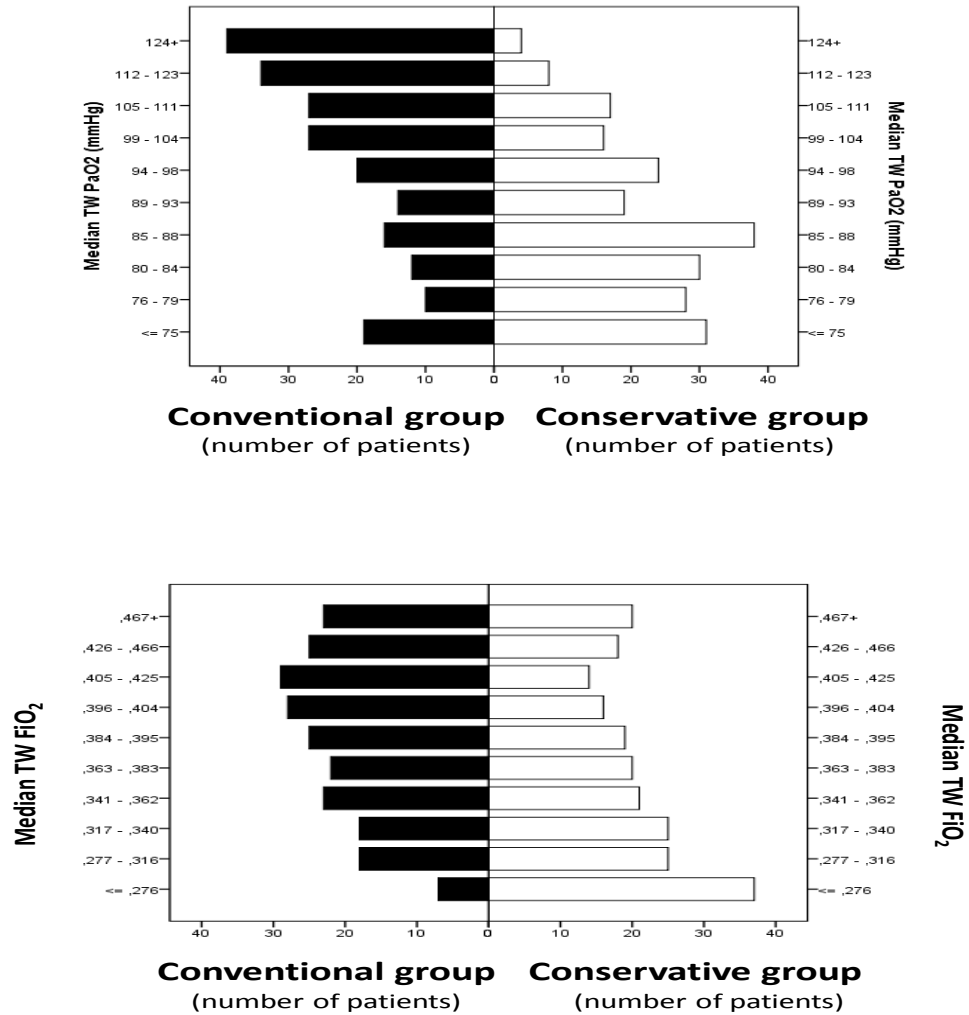 Median TW PaO2 (mmHg)
124+
112 - 123
105 - 111
99 - 104
94 - 98
89 - 93
85 - 88
80 - 84
76 - 79
<= 75
124+
112 - 123
105 - 111
99 - 104
94 - 98
89 - 93
85 - 88
80 - 84
76 - 79
<= 75
Median TW PaO2 (mmHg)
40 30 20 10 0 10 20 30 40
Conventional group Conservative group
(number of patients) (number of patients)
Median TW FiO₂
,467+
,426 - ,466
,405 - ,425
,396 - ,404
,384 - ,395
,363 - ,383
,341 - ,362
,317 - ,340
,277 - ,316
<= ,276
,467+
,426 - ,466
,405 - ,425
,396 - ,404
,384 - ,395
,363 - ,383
,341 - ,362
,317 - ,340
,277 - ,316
<= ,276
Median TW FiO₂
40 30 20 10 0 10 20 30 40
Conventional group Conservative group
(number of patients) (number of patients)